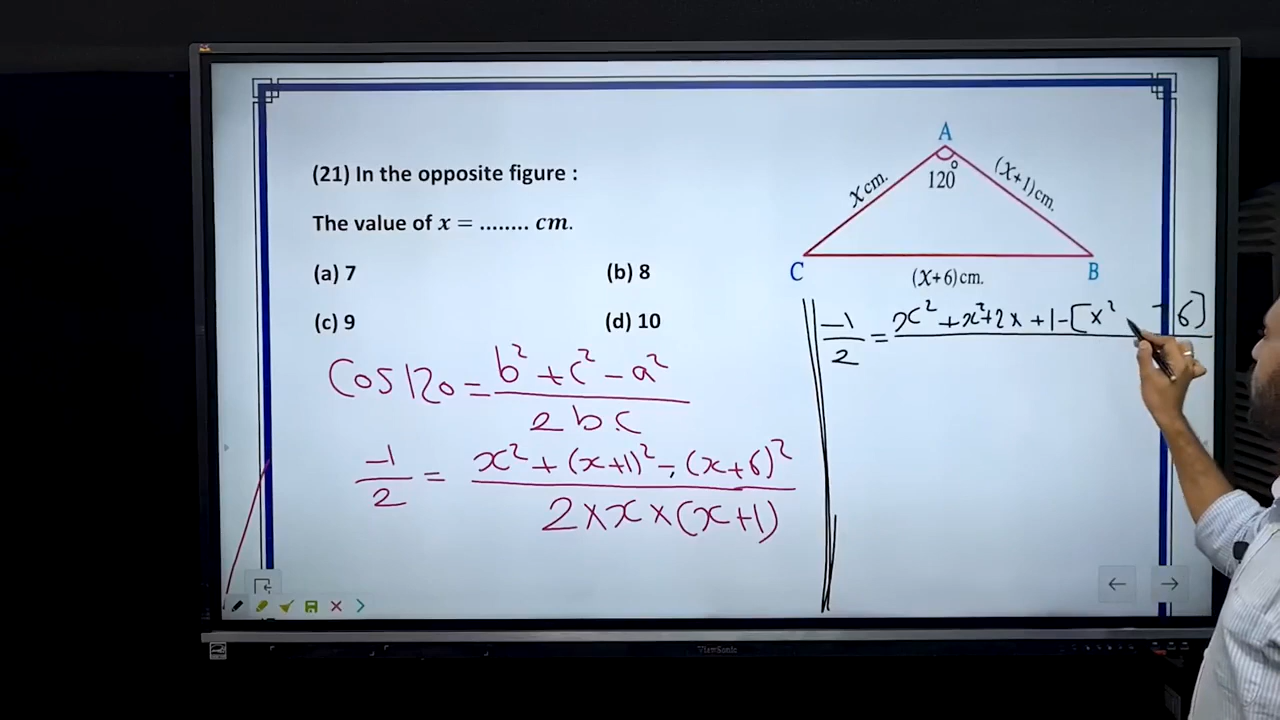 (21) In the opposite figure :
The value of x = ........ cm.
(a) 7
(b) 8
(c) 9
(d) 10
A
120°
x cm.
(x+1)cm.
C
B
(x+6)cm.
Cos 120 = b² + c² - a² / 2bc
-1/2 = x² + (x+1)² - (x+6)² / 2×x×(x+1)
-1/2 = x² + x² + 2x + 1 - [x² 6]
ViewSonic